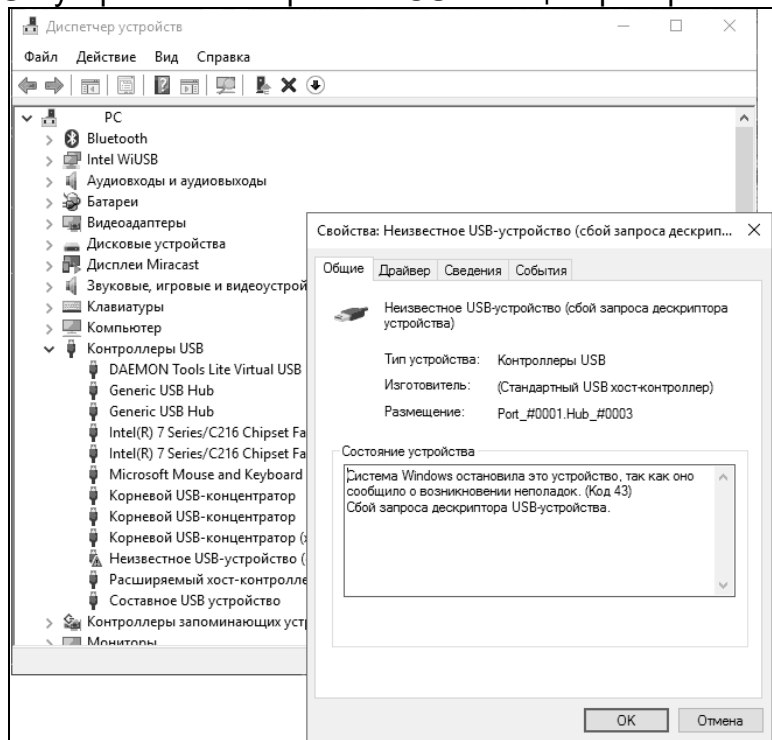 Диспетчер устройств
Файл Действие Вид Справка
PC
Bluetooth
Intel WiUSB
Аудиовходы и аудиовыходы
Батареи
Видеоадаптеры
Дисковые устройства
Дисплеи Miracast
Звуковые, игровые и видеоустрой
Клавиатуры
Компьютер
Контроллеры USB
DAEMON Tools Lite Virtual USB
Generic USB Hub
Generic USB Hub
Intel(R) 7 Series/C216 Chipset Fa
Intel(R) 7 Series/C216 Chipset Fa
Microsoft Mouse and Keyboard
Корневой USB-концентратор
Корневой USB-концентратор
Корневой USB-концентратор (
Неизвестное USB-устройство (
Расширяемый хост-контролле
Составное USB устройство
Контроллеры запоминающих уст
Мониторы
Свойства: Неизвестное USB-устройство (сбой запроса дескрип...
Общие Драйвер Сведения События
Неизвестное USB-устройство (сбой запроса дескриптора
устройства)
Тип устройства: Контроллеры USB
Изготовитель: (Стандартный USB хост-контроллер)
Размещение: Port_#0001.Hub_#0003
Состояние устройства
Система Windows остановила это устройство, так как оно
сообщило о возникновении неполадок. (Код 43)
Сбой запроса дескриптора USB-устройства.
OK Отмена